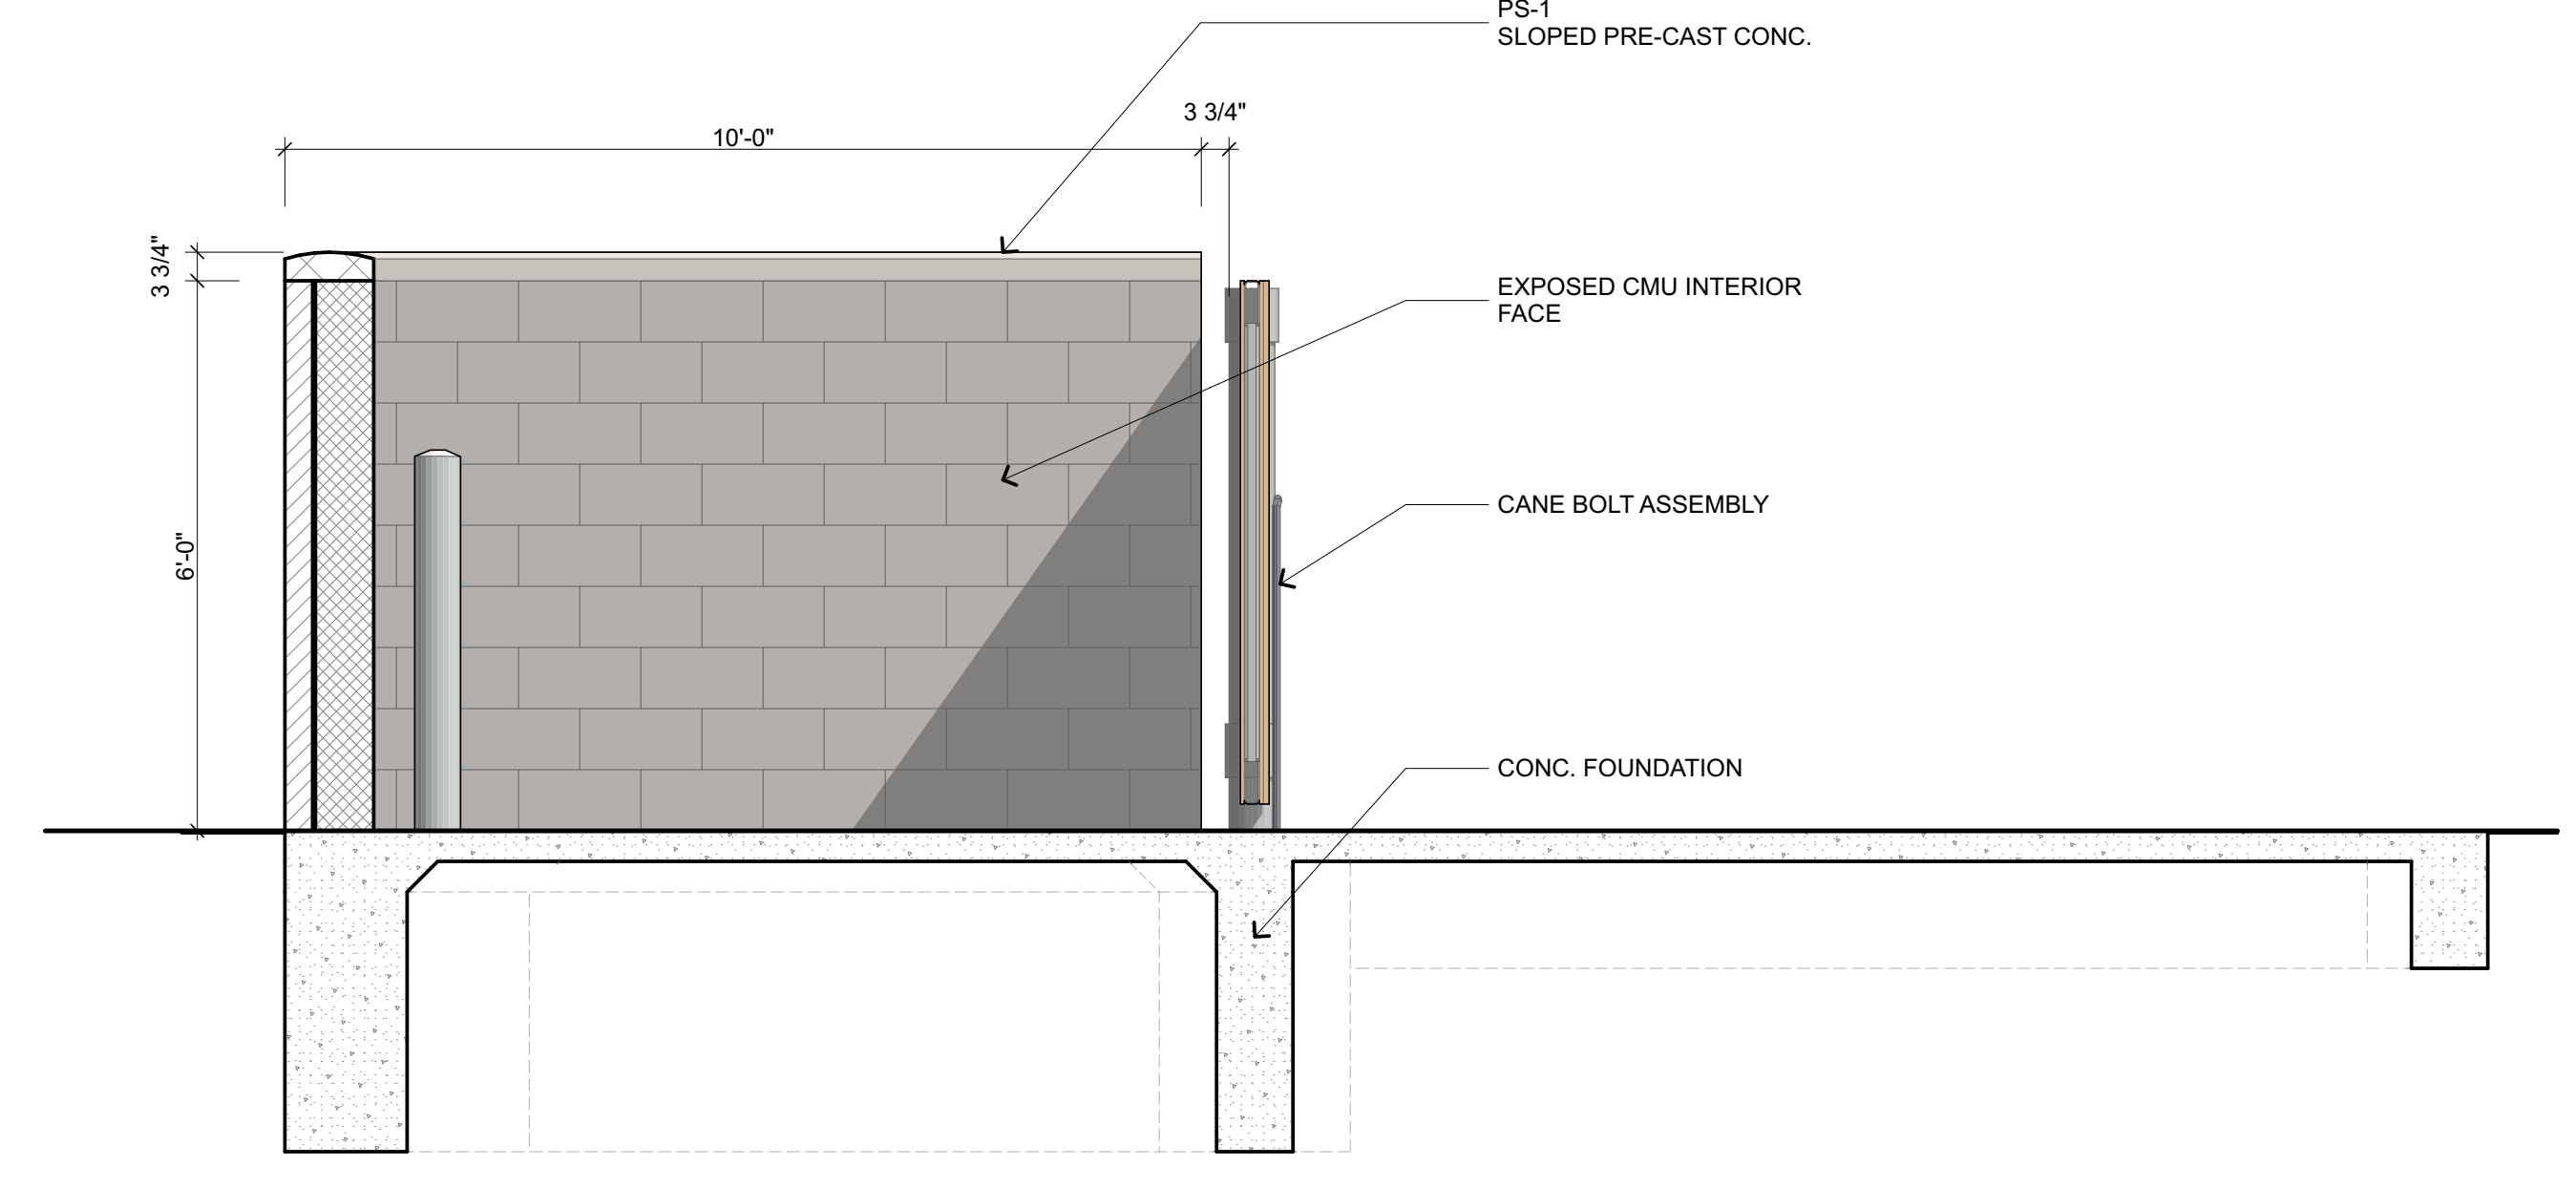 PS-1
SLOPED PRE-CAST CONC.
3 3/4"
10'-0"
3 3/4"
EXPOSED CMU INTERIOR
FACE
CANE BOLT ASSEMBLY
6'-0"
CONC. FOUNDATION